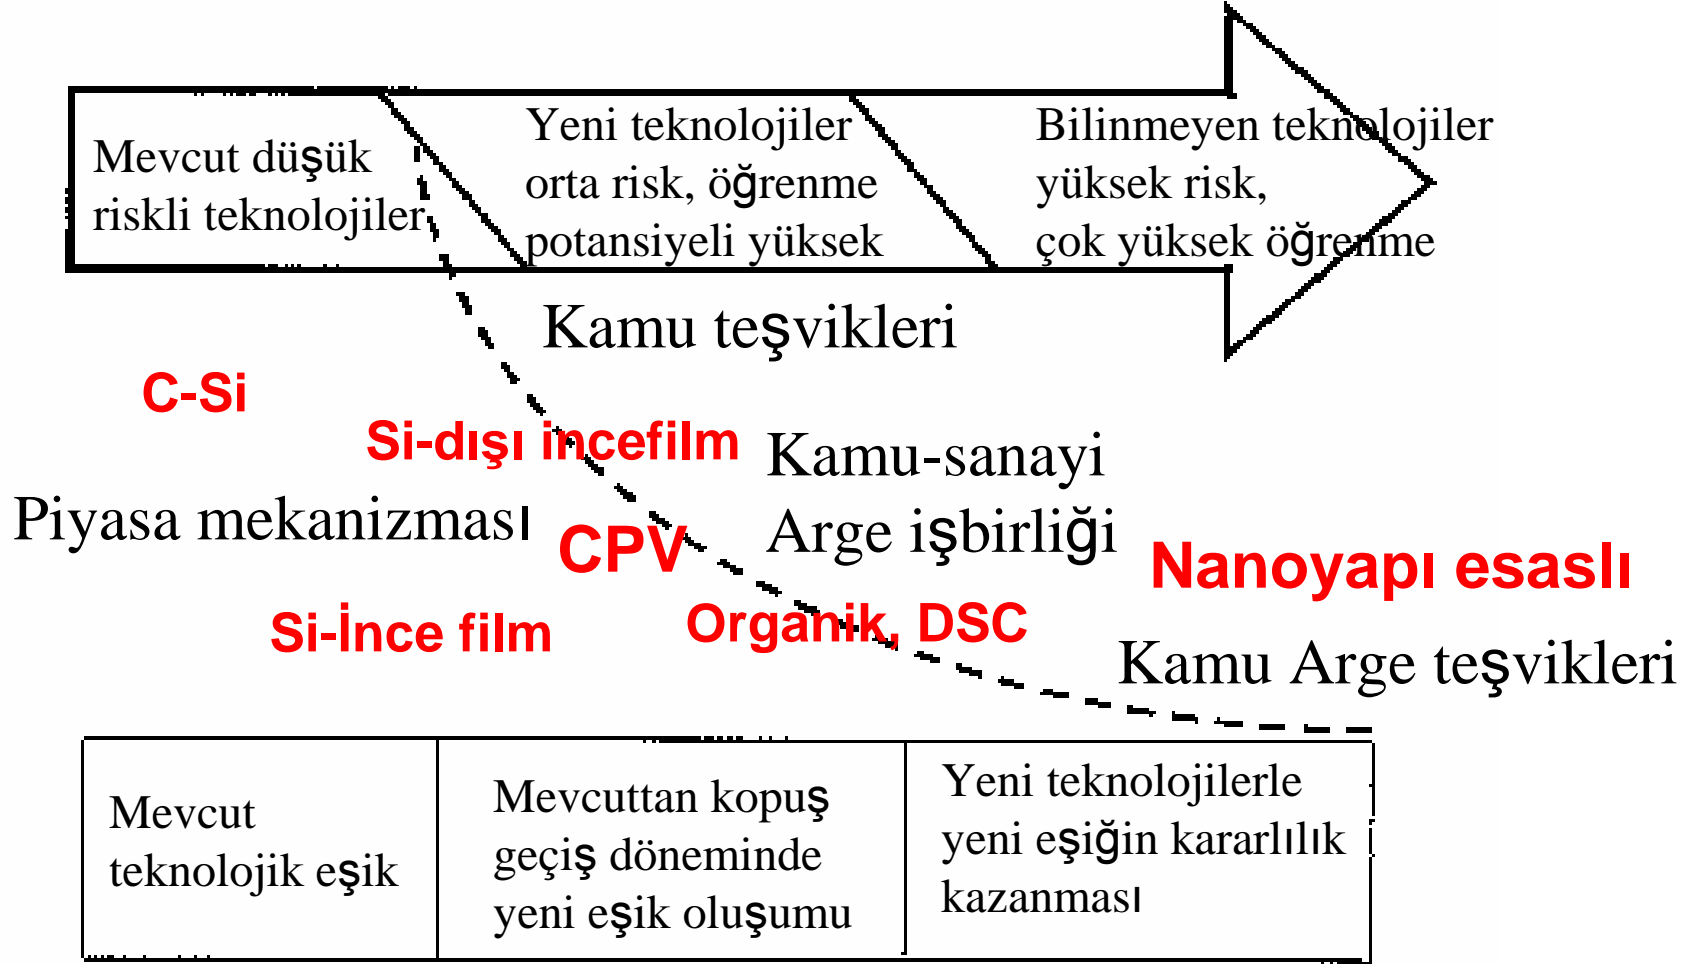 Mevcut düşük
riskli teknolojiler
Yeni teknolojiler
orta risk, öğrenme
potansiyeli yüksek
Bilinmeyen teknolojiler
yüksek risk,
çok yüksek öğrenme
Kamu teşvikleri
C-Si
Si-dışı incefilm
Kamu-sanayi
Arge işbirliği
Piyasa mekanizması
CPV
Nanoyapı esaslı
Si-İnce film
Organik, DSC
Kamu Arge teşvikleri
Mevcut
teknolojik eşik
Mevcuttan kopuş
geçiş döneminde
yeni eşik oluşumu
Yeni teknolojilerle
yeni eşiğin kararlılık
kazanması